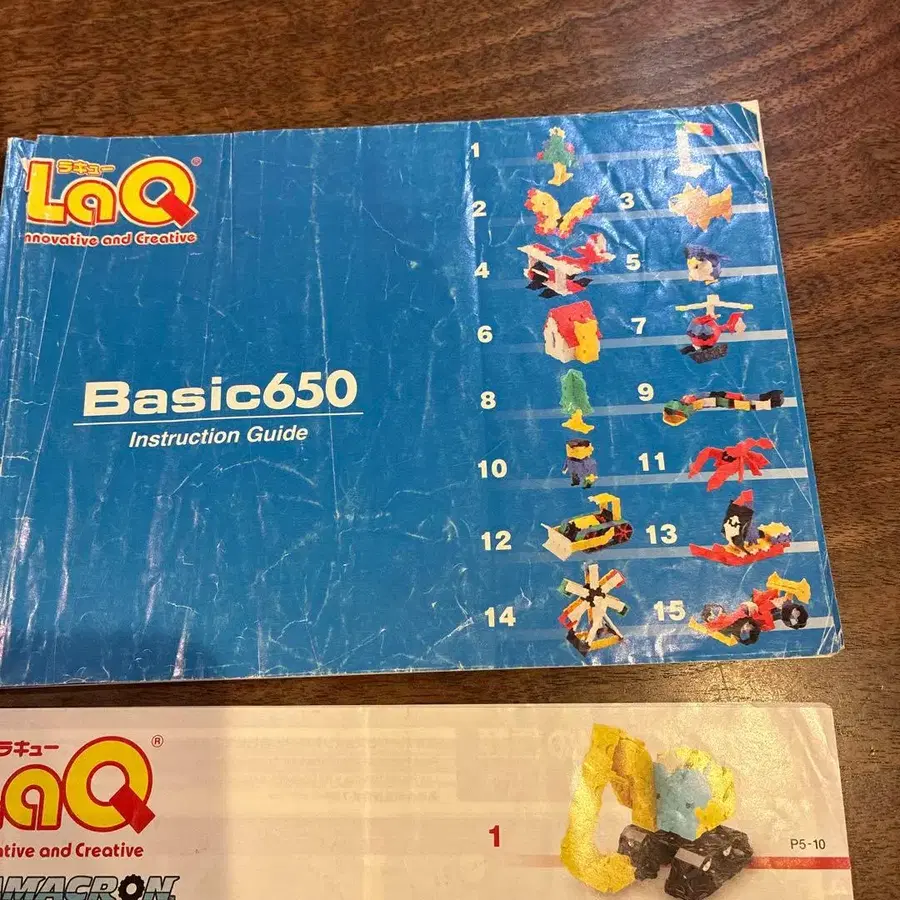 ラキュー
LaQ®
nnovative and Creative
Basic650
Instruction Guide
1
2
3
4
5
6
7
8
9
10
11
12
13
14
15
ラキュー
aQ®
ative and Creative
AMACRON
1
P5-10